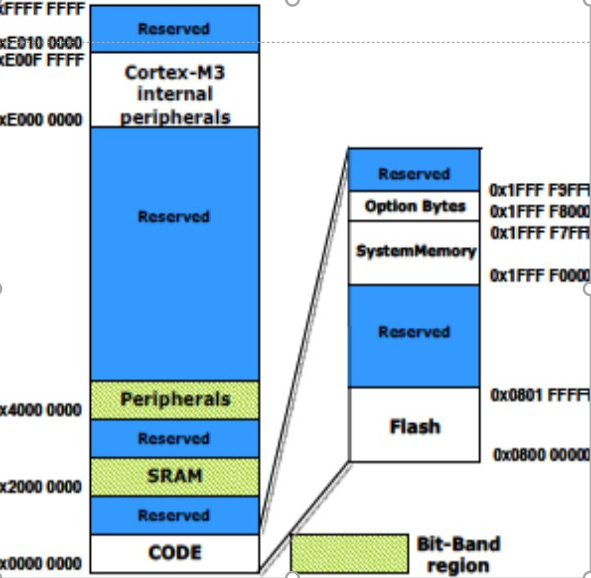 xFFFF FFFF
Reserved
xE010 0000
xE00F FFFF
Cortex-M3
internal
peripherals
xE000 0000
Reserved
Peripherals
x4000 0000
Reserved
SRAM
x2000 0000
Reserved
CODE
x0000 0000
Reserved
0x1FFF F9FF
Option Bytes
0x1FFF F800
0x1FFF F7FF
SystemMemory
0x1FFF F000
Reserved
0x0801 FFFF
Flash
0x0800 0000
Bit-Band
region